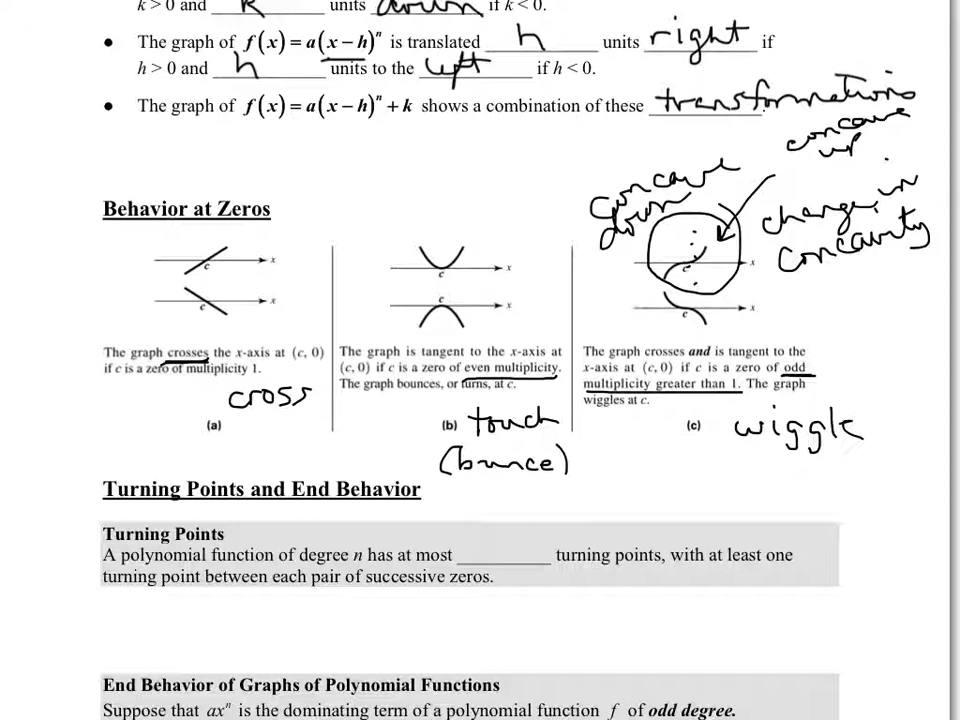 k > 0 and k units down if k < 0.
• The graph of f(x) = a(x − h)ⁿ is translated h units right if
h > 0 and h units to the left if h < 0.
• The graph of f(x) = a(x − h)ⁿ + k shows a combination of these transformations.
concave
up
concave
down
change in
concavity
Behavior at Zeros
c x
c x
c x
c x
c x
c x
The graph crosses the x-axis at (c, 0)
if c is a zero of multiplicity 1.
cross
(a)
The graph is tangent to the x-axis at
(c, 0) if c is a zero of even multiplicity.
The graph bounces, or turns, at c.
(b) touch
(bounce)
The graph crosses and is tangent to the
x-axis at (c, 0) if c is a zero of odd
multiplicity greater than 1. The graph
wiggles at c.
(c) wiggle
Turning Points and End Behavior
Turning Points
A polynomial function of degree n has at most __________ turning points, with at least one
turning point between each pair of successive zeros.
End Behavior of Graphs of Polynomial Functions
Suppose that axⁿ is the dominating term of a polynomial function f of odd degree.